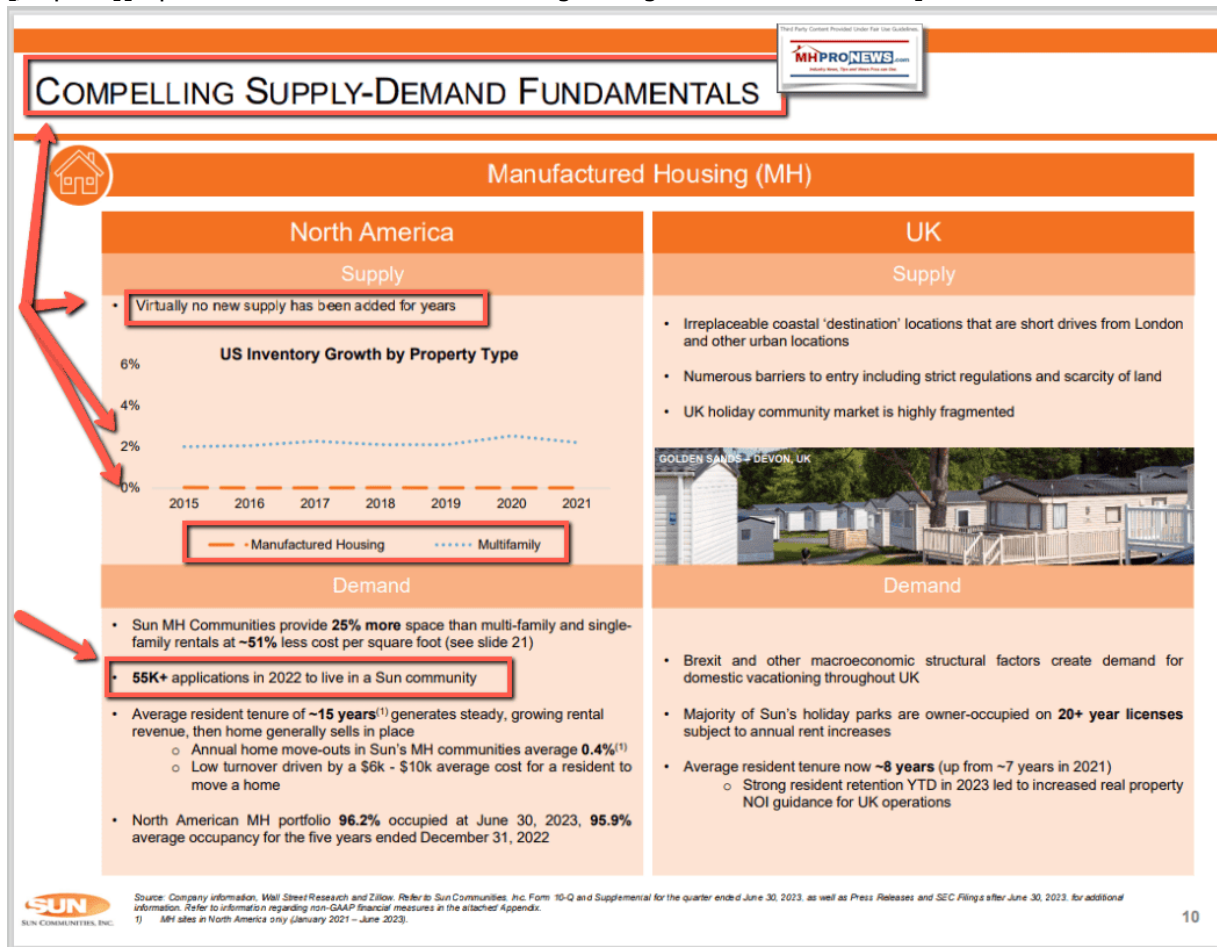 Third Party Content Provided Under Fair Use Guidelines.
MHPRONEWS.com
Industry News, Tips and Views Pros can Use.
COMPELLING SUPPLY-DEMAND FUNDAMENTALS
Manufactured Housing (MH)
North America
Supply
• Virtually no new supply has been added for years
US Inventory Growth by Property Type
6%
4%
2%
0%
2015 2016 2017 2018 2019 2020 2021
Manufactured Housing Multifamily
Demand
• Sun MH Communities provide 25% more space than multi-family and single-
family rentals at ~51% less cost per square foot (see slide 21)
• 55K+ applications in 2022 to live in a Sun community
• Average resident tenure of ~15 years(1) generates steady, growing rental
revenue, then home generally sells in place
o Annual home move-outs in Sun's MH communities average 0.4%(1)
o Low turnover driven by a $6k - $10k average cost for a resident to
move a home
• North American MH portfolio 96.2% occupied at June 30, 2023, 95.9%
average occupancy for the five years ended December 31, 2022
UK
Supply
• Irreplaceable coastal 'destination' locations that are short drives from London
and other urban locations
• Numerous barriers to entry including strict regulations and scarcity of land
• UK holiday community market is highly fragmented
GOLDEN SANDS – DEVON, UK
Demand
• Brexit and other macroeconomic structural factors create demand for
domestic vacationing throughout UK
• Majority of Sun's holiday parks are owner-occupied on 20+ year licenses
subject to annual rent increases
• Average resident tenure now ~8 years (up from ~7 years in 2021)
o Strong resident retention YTD in 2023 led to increased real property
NOI guidance for UK operations
SUN
SUN COMMUNITIES, INC.
Source: Company information, Wall Street Research and Zillow. Refer to Sun Communities, Inc. Form 10-Q and Supplemental for the quarter ended June 30, 2023, as well as Press Releases and SEC Filings after June 30, 2023, for additional
information. Refer to information regarding non-GAAP financial measures in the attached Appendix.
1) MH sites in North America only (January 2021 – June 2023).
10